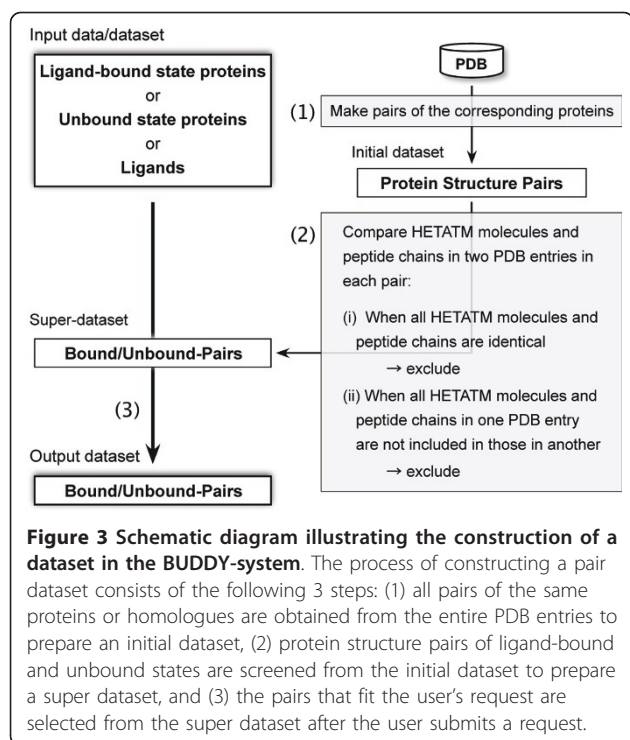 Input data/dataset
Ligand-bound state proteins
or
Unbound state proteins
or
Ligands
PDB
(1)
Make pairs of the corresponding proteins
Initial dataset
Protein Structure Pairs
(2)
Compare HETATM molecules and
peptide chains in two PDB entries in
each pair:
(i) When all HETATM molecules and
peptide chains are identical
→ exclude
(ii) When all HETATM molecules and
peptide chains in one PDB entry
are not included in those in another
→ exclude
Super-dataset
Bound/Unbound-Pairs
(3)
Output dataset
Bound/Unbound-Pairs
Figure 3 Schematic diagram illustrating the construction of a
dataset in the BUDDY-system. The process of constructing a pair
dataset consists of the following 3 steps: (1) all pairs of the same
proteins or homologues are obtained from the entire PDB entries to
prepare an initial dataset, (2) protein structure pairs of ligand-bound
and unbound states are screened from the initial dataset to prepare
a super dataset, and (3) the pairs that fit the user's request are
selected from the super dataset after the user submits a request.